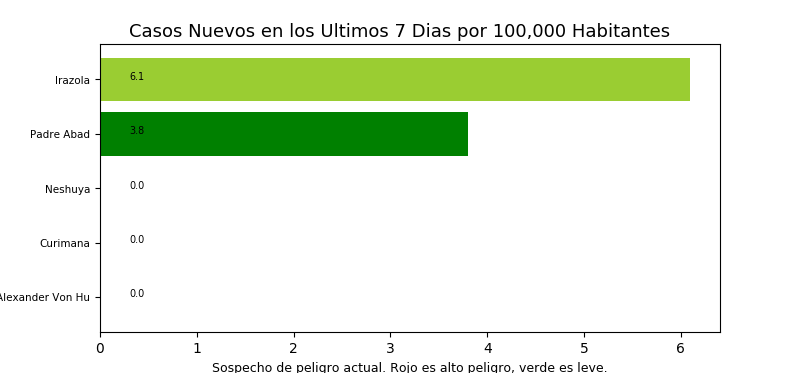 Casos Nuevos en los Ultimos 7 Dias por 100,000 Habitantes
Irazola 6.1
Padre Abad 3.8
Neshuya 0.0
Curimana 0.0
Alexander Von Hu 0.0
0 1 2 3 4 5 6
Sospecho de peligro actual. Rojo es alto peligro, verde es leve.